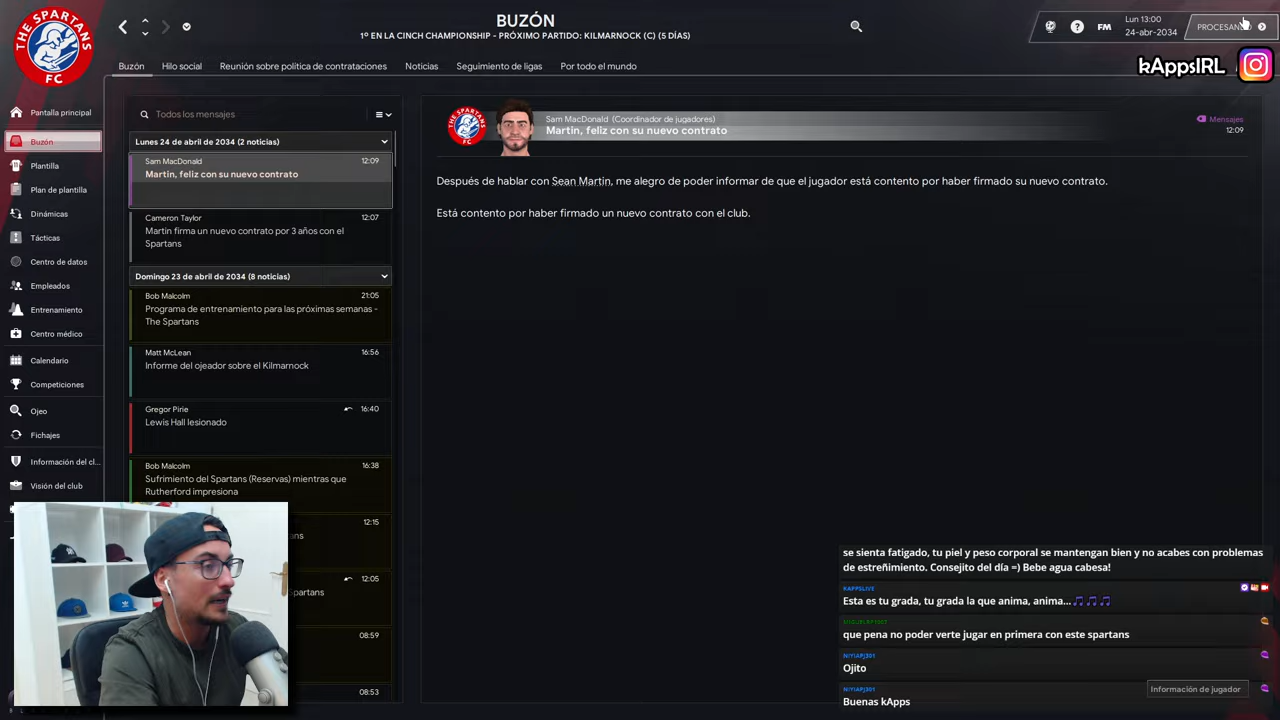 THE SPARTANS
FC
BUZÓN
1º EN LA CINCH CHAMPIONSHIP - PRÓXIMO PARTIDO: KILMARNOCK (C) (5 DÍAS)
FM
Lun 13:00
24-abr-2034
kAppsIRL
Buzón
Hilo social
Reunión sobre política de contrataciones
Noticias
Seguimiento de ligas
Por todo el mundo
Pantalla principal
Buzón
Plantilla
Plan de plantilla
Dinámicas
Tácticas
Centro de datos
Empleados
Entrenamiento
Centro médico
Calendario
Competiciones
Ojeo
Fichajes
Información del cl...
Visión del club
Todos los mensajes
Lunes 24 de abril de 2034 (2 noticias)
Sam MacDonald 12:09
Martin, feliz con su nuevo contrato
Cameron Taylor 12:07
Martin firma un nuevo contrato por 3 años con el
Spartans
Domingo 23 de abril de 2034 (8 noticias)
Bob Malcolm 21:05
Programa de entrenamiento para las próximas semanas -
The Spartans
Matt McLean 16:56
Informe del ojeador sobre el Kilmarnock
Gregor Pirie 16:40
Lewis Hall lesionado
Bob Malcolm 16:38
Sufrimiento del Spartans (Reservas) mientras que
Rutherford impresiona
12:15
12:05
Spartans
08:59
08:53
Sam MacDonald (Coordinador de jugadores)
Martin, feliz con su nuevo contrato
Mensajes
12:09
Después de hablar con Sean Martin, me alegro de poder informar de que el jugador está contento por haber firmado su nuevo contrato.
Está contento por haber firmado un nuevo contrato con el club.
se sienta fatigado, tu piel y peso corporal se mantengan bien y no acabes con problemas
de estreñimiento. Consejito del día =) Bebe agua cabesa!
KAPPSLIVE
Esta es tu grada, tu grada la que anima, anima...🎵🎵🎵
que pena no poder verte jugar en primera con este spartans
NIYIAPJ301
Ojito
NIYIAPJ301
Buenas kApps
Información de jugador